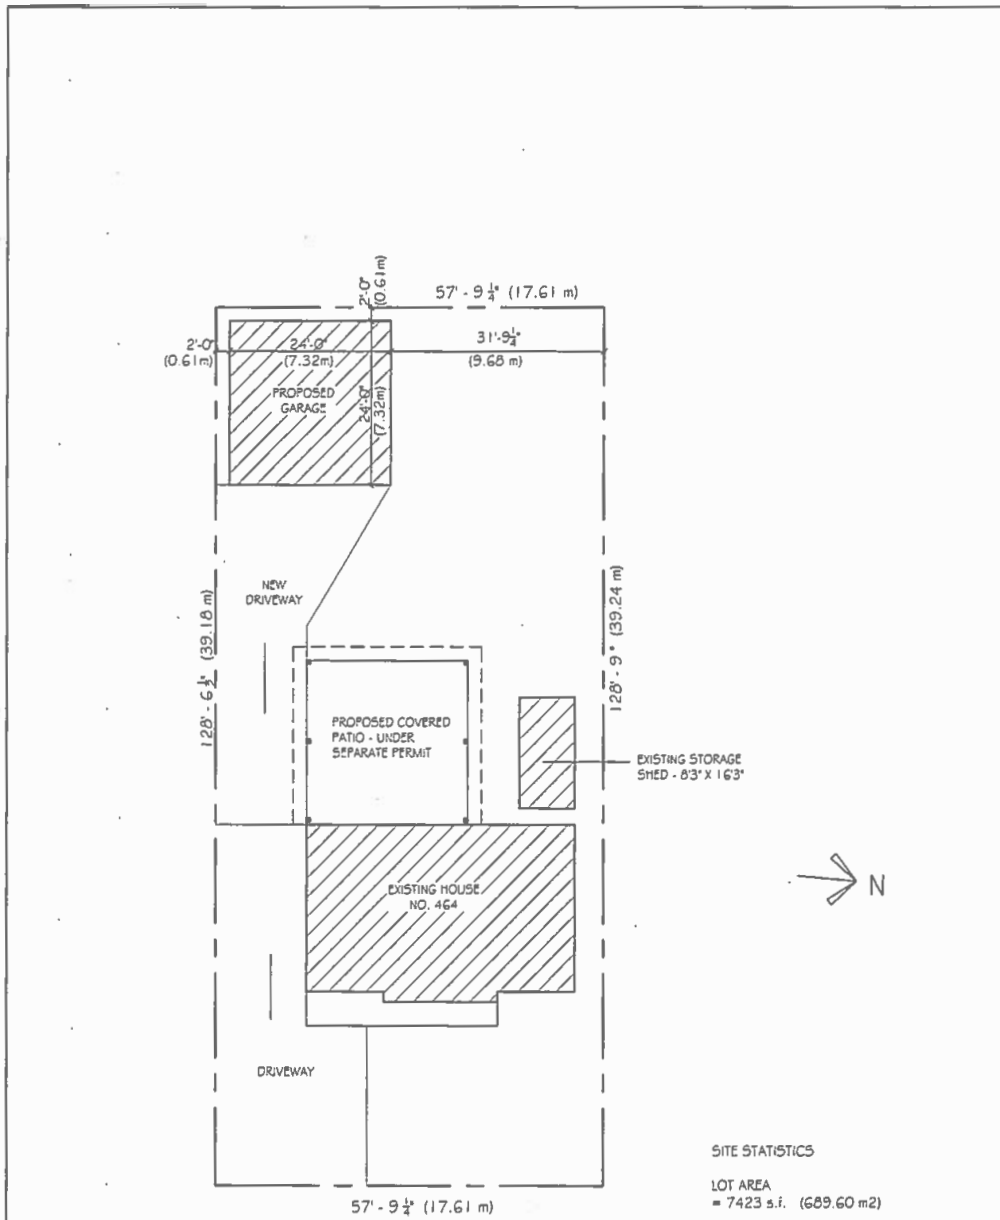 57' - 9 1/4" (17.61 m)
2'-0"
(0.61m)
2'-0"
(0.61m)
24'-0"
(7.32m)
31'-9 1/4"
(9.68 m)
PROPOSED
GARAGE
24'-0"
(7.32m)
NEW
DRIVEWAY
128' - 6 1/2" (39.18 m)
128' - 9" (39.24 m)
PROPOSED COVERED
PATIO - UNDER
SEPARATE PERMIT
EXISTING STORAGE
SHED - 8'3" X 16'3"
EXISTING HOUSE
NO. 464
N
DRIVEWAY
57' - 9 1/4" (17.61 m)
SITE STATISTICS
LOT AREA
= 7423 s.f. (689.60 m2)